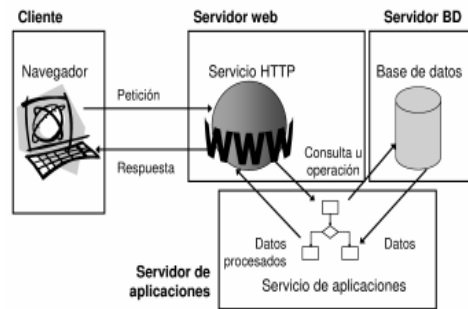 Cliente
Servidor web
Servidor BD
Navegador
Servicio HTTP
Base de datos
Petición
WWW
Respuesta
Consulta u
operación
Datos
procesados
Datos
Servidor de
aplicaciones
Servicio de aplicaciones